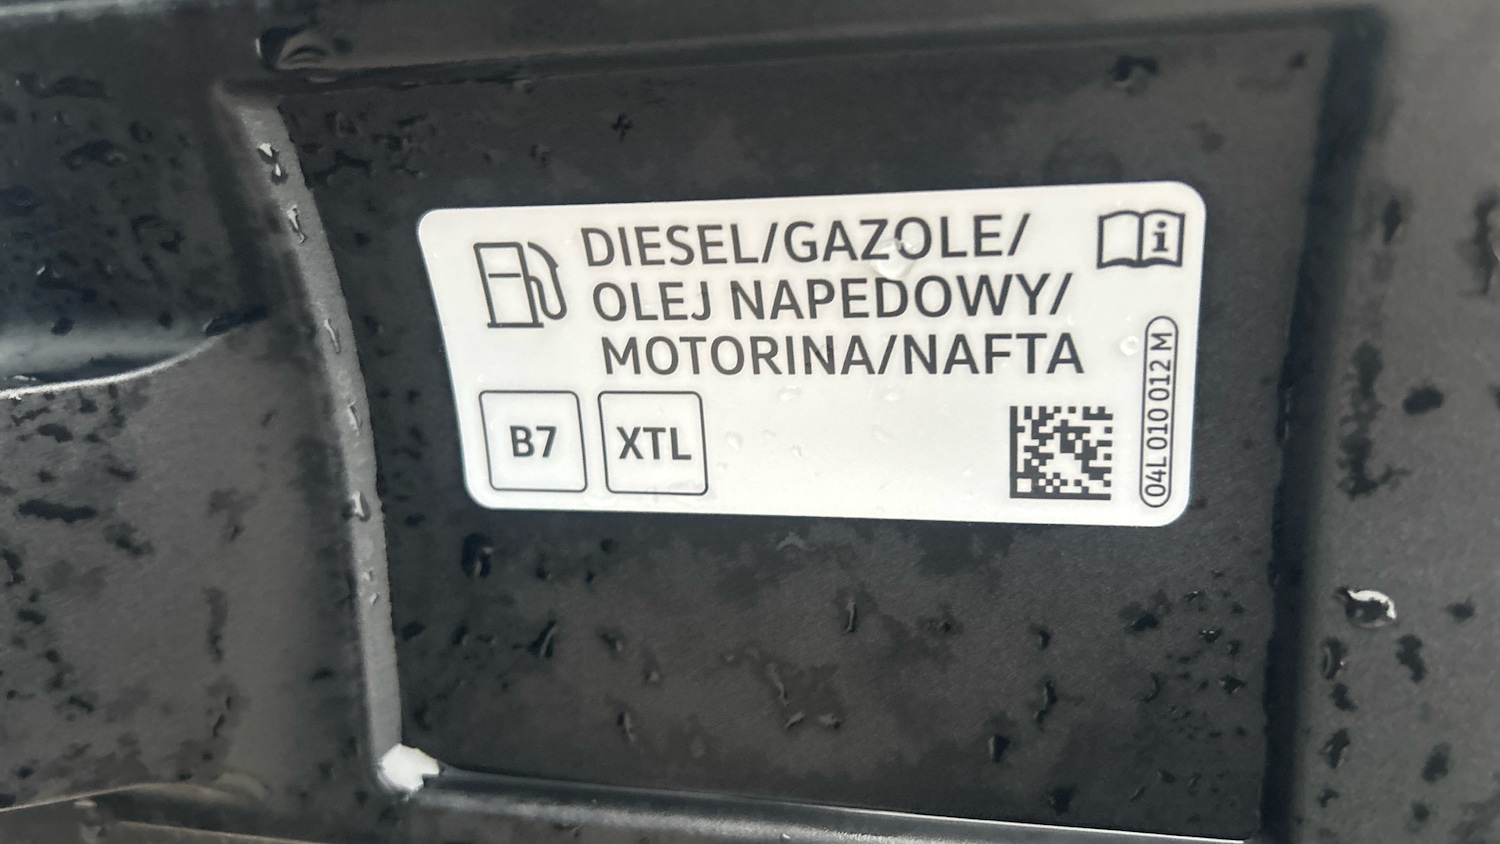 DIESEL/GAZOLE/
OLEJ NAPEDOWY/
MOTORINA/NAFTA
B7
XTL
04L 010 012 M